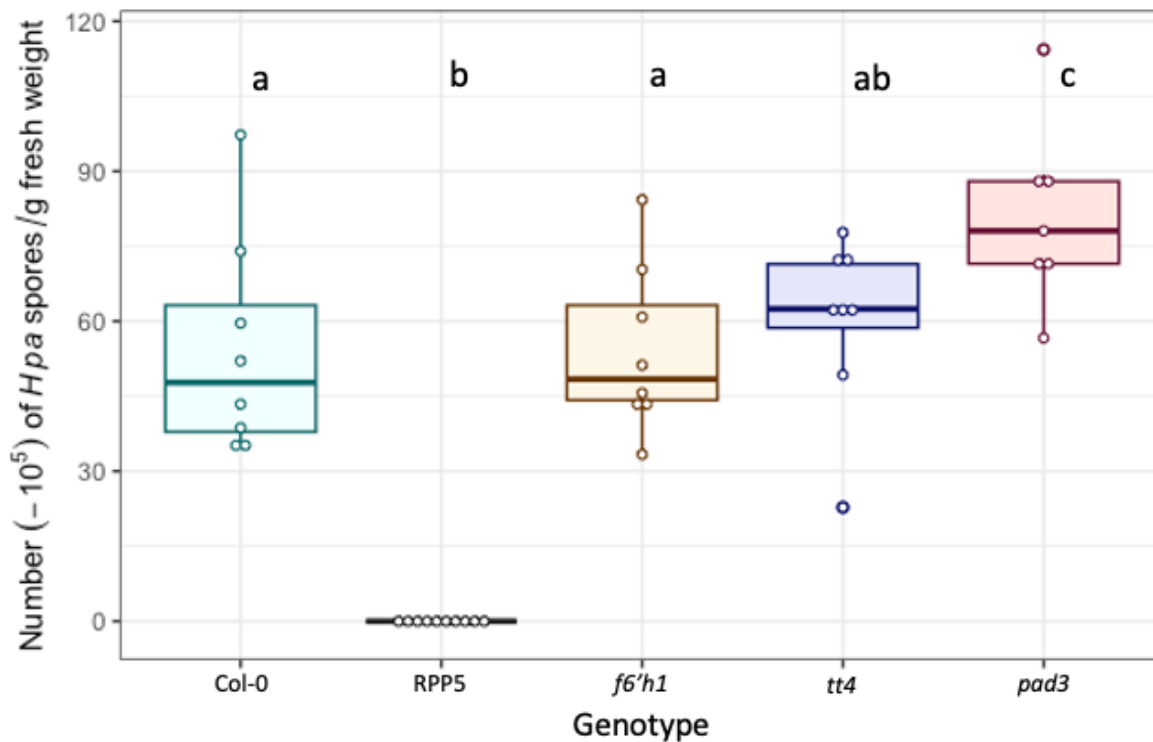 Number (−10⁵) of Hpa spores/g fresh weight
120
90
60
30
0
a b a ab c
Col-0 RPP5 f6'h1 tt4 pad3
Genotype